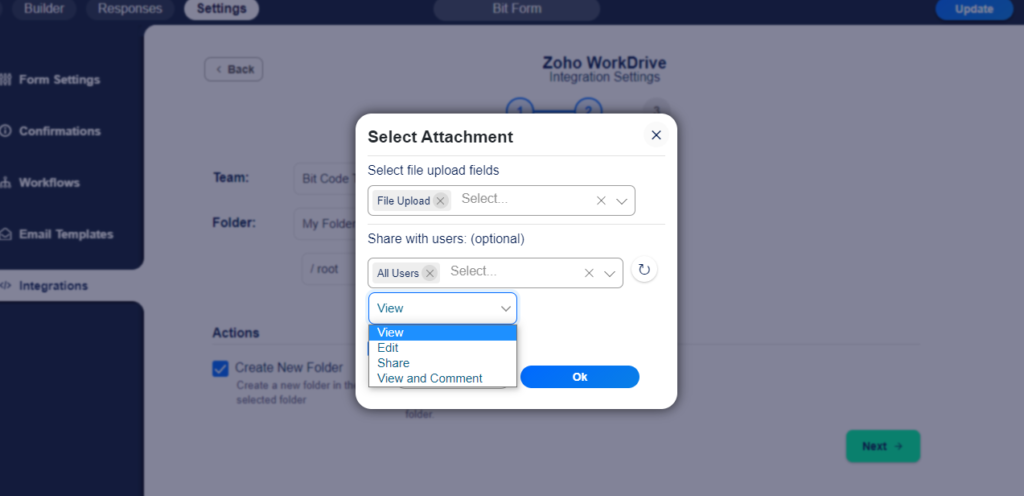 Builder
Responses
Settings
Bit Form
Update
Form Settings
Confirmations
Workflows
Email Templates
Integrations
Back
Zoho WorkDrive
Integration Settings
1
2
3
Team:
Bit Code
Folder:
My Folder
/ root
Select Attachment
Select file upload fields
File Upload
Select...
Share with users: (optional)
All Users
Select...
View
View
Edit
Share
View and Comment
Ok
Actions
Create New Folder
Create a new folder in the
selected folder
folder.
Next